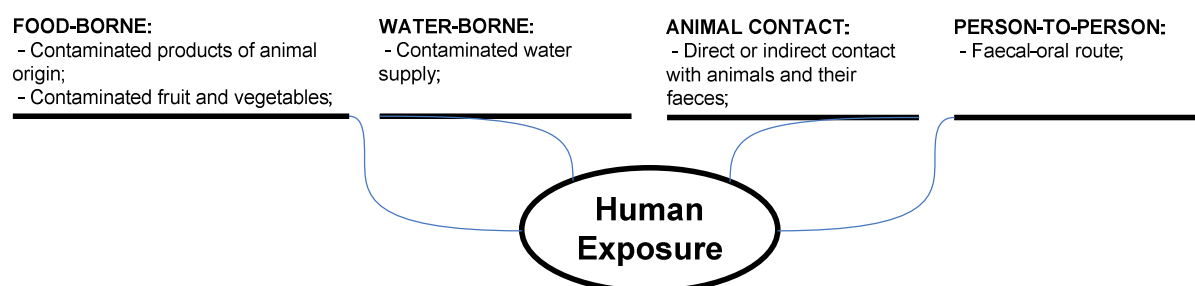 FOOD-BORNE:
- Contaminated products of animal
origin;
- Contaminated fruit and vegetables;
WATER-BORNE:
- Contaminated water
supply;
ANIMAL CONTACT:
- Direct or indirect contact
with animals and their
faeces;
PERSON-TO-PERSON:
- Faecal-oral route;
Human
Exposure